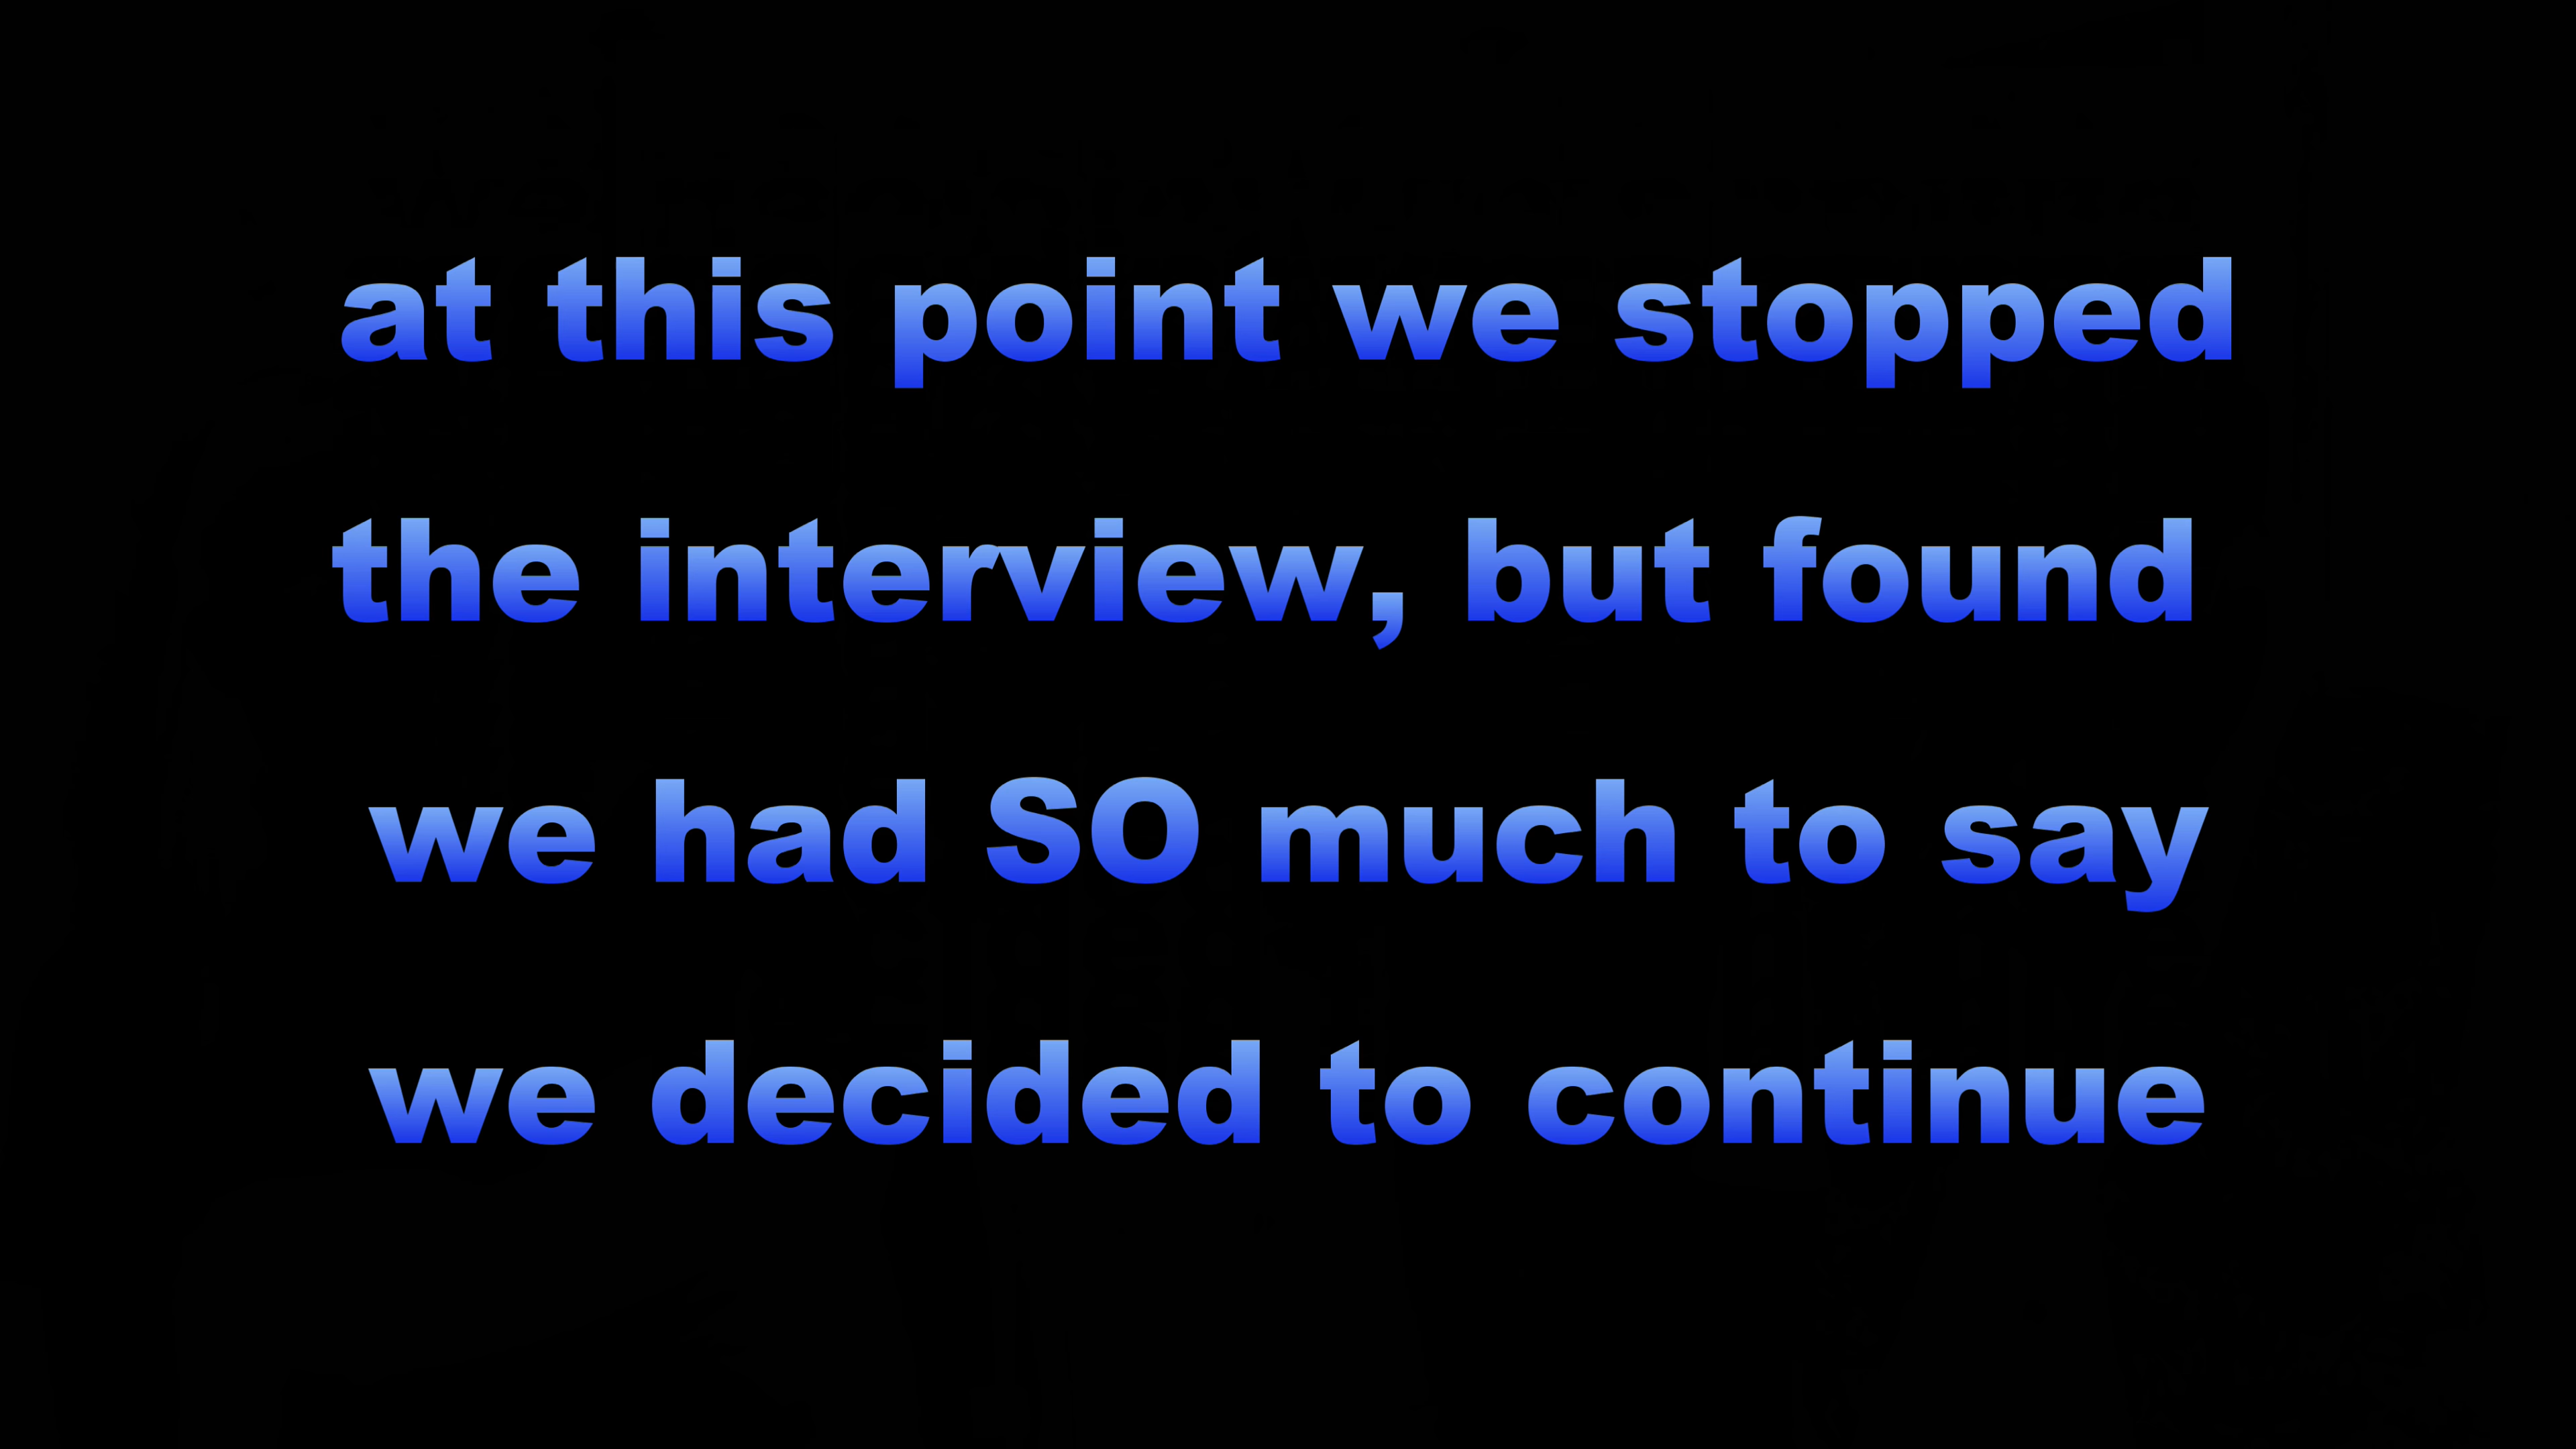 at this point we stopped
the interview, but found
we had SO much to say
we decided to continue